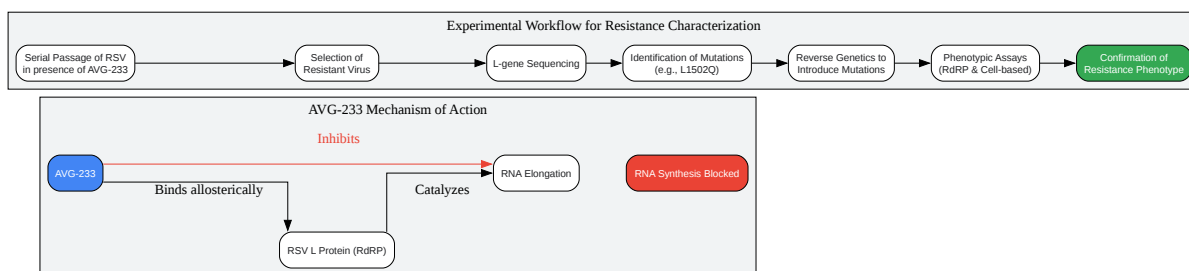 Experimental Workflow for Resistance Characterization
Serial Passage of RSV
in presence of AVG-233
Selection of
Resistant Virus
L-gene Sequencing
Identification of Mutations
(e.g., L1502Q)
Reverse Genetics to
Introduce Mutations
Phenotypic Assays
(RdRP & Cell-based)
Confirmation of
Resistance Phenotype
AVG-233 Mechanism of Action
Inhibits
AVG-233
RNA Elongation
RNA Synthesis Blocked
Binds allosterically
Catalyzes
RSV L Protein (RdRP)